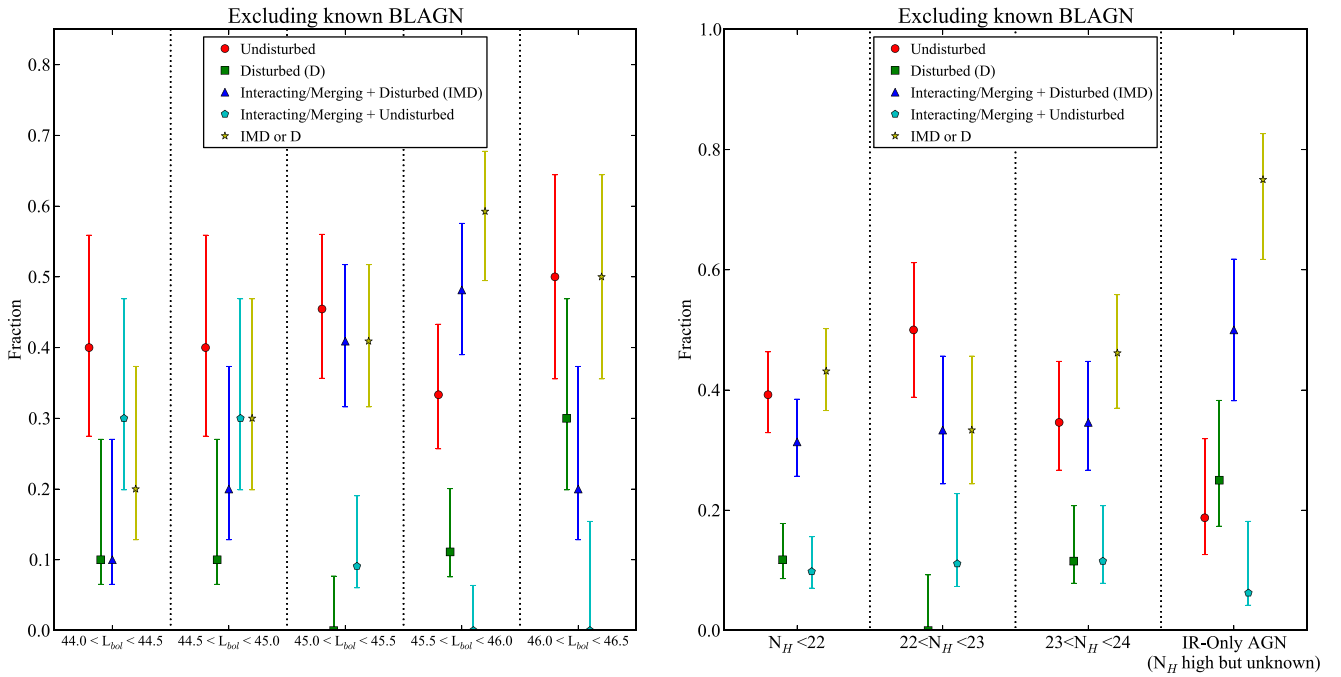 Excluding known BLAGN
Undisturbed
Disturbed (D)
Interacting/Merging + Disturbed (IMD)
Interacting/Merging + Undisturbed
IMD or D
Fraction
0.8
0.7
0.6
0.5
0.4
0.3
0.2
0.1
0.0
44.0 < L_bol < 44.5
44.5 < L_bol < 45.0
45.0 < L_bol < 45.5
45.5 < L_bol < 46.0
46.0 < L_bol < 46.5
Excluding known BLAGN
Undisturbed
Disturbed (D)
Interacting/Merging + Disturbed (IMD)
Interacting/Merging + Undisturbed
IMD or D
Fraction
1.0
0.8
0.6
0.4
0.2
0.0
N_H <22
22<N_H <23
23<N_H <24
IR-Only AGN
(N_H high but unknown)